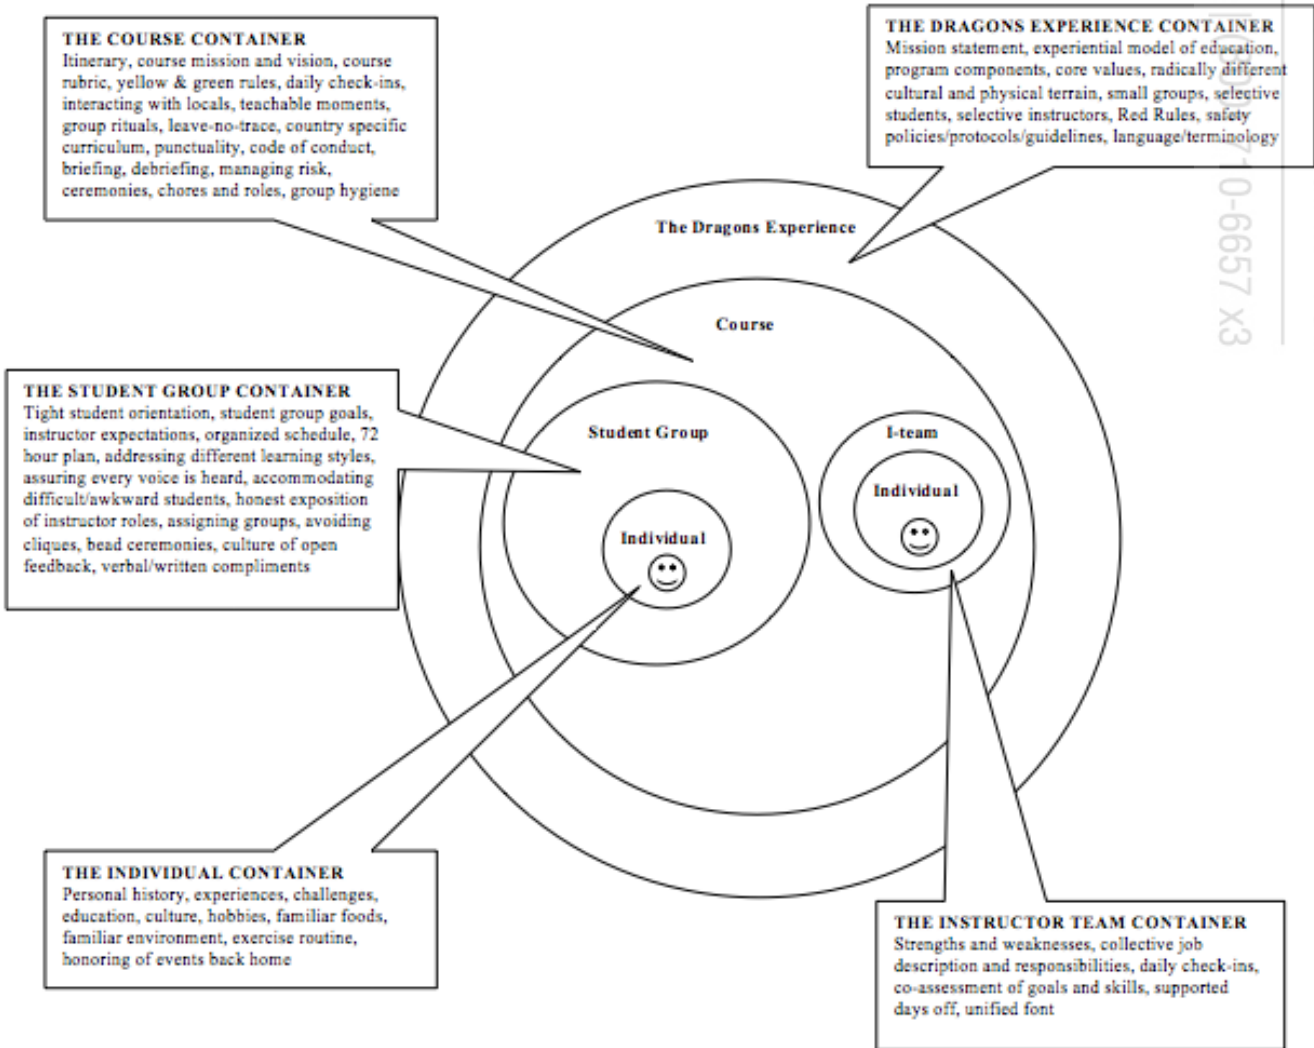 THE COURSE CONTAINER
Itinerary, course mission and vision, course
rubric, yellow & green rules, daily check-ins,
interacting with locals, teachable moments,
group rituals, leave-no-trace, country specific
curriculum, punctuality, code of conduct,
briefing, debriefing, managing risk,
ceremonies, chores and roles, group hygiene
THE DRAGONS EXPERIENCE CONTAINER
Mission statement, experiential model of education,
program components, core values, radically different
cultural and physical terrain, small groups, selective
students, selective instructors, Red Rules, safety
policies/protocols/guidelines, language/terminology
The Dragons Experience
Course
THE STUDENT GROUP CONTAINER
Tight student orientation, student group goals,
instructor expectations, organized schedule, 72
hour plan, addressing different learning styles,
assuring every voice is heard, accommodating
difficult/awkward students, honest exposition
of instructor roles, assigning groups, avoiding
cliques, bead ceremonies, culture of open
feedback, verbal/written compliments
Student Group
Individual
I-team
Individual
THE INDIVIDUAL CONTAINER
Personal history, experiences, challenges,
education, culture, hobbies, familiar foods,
familiar environment, exercise routine,
honoring of events back home
THE INSTRUCTOR TEAM CONTAINER
Strengths and weaknesses, collective job
description and responsibilities, daily check-ins,
co-assessment of goals and skills, supported
days off, unified font
0-6657 x3